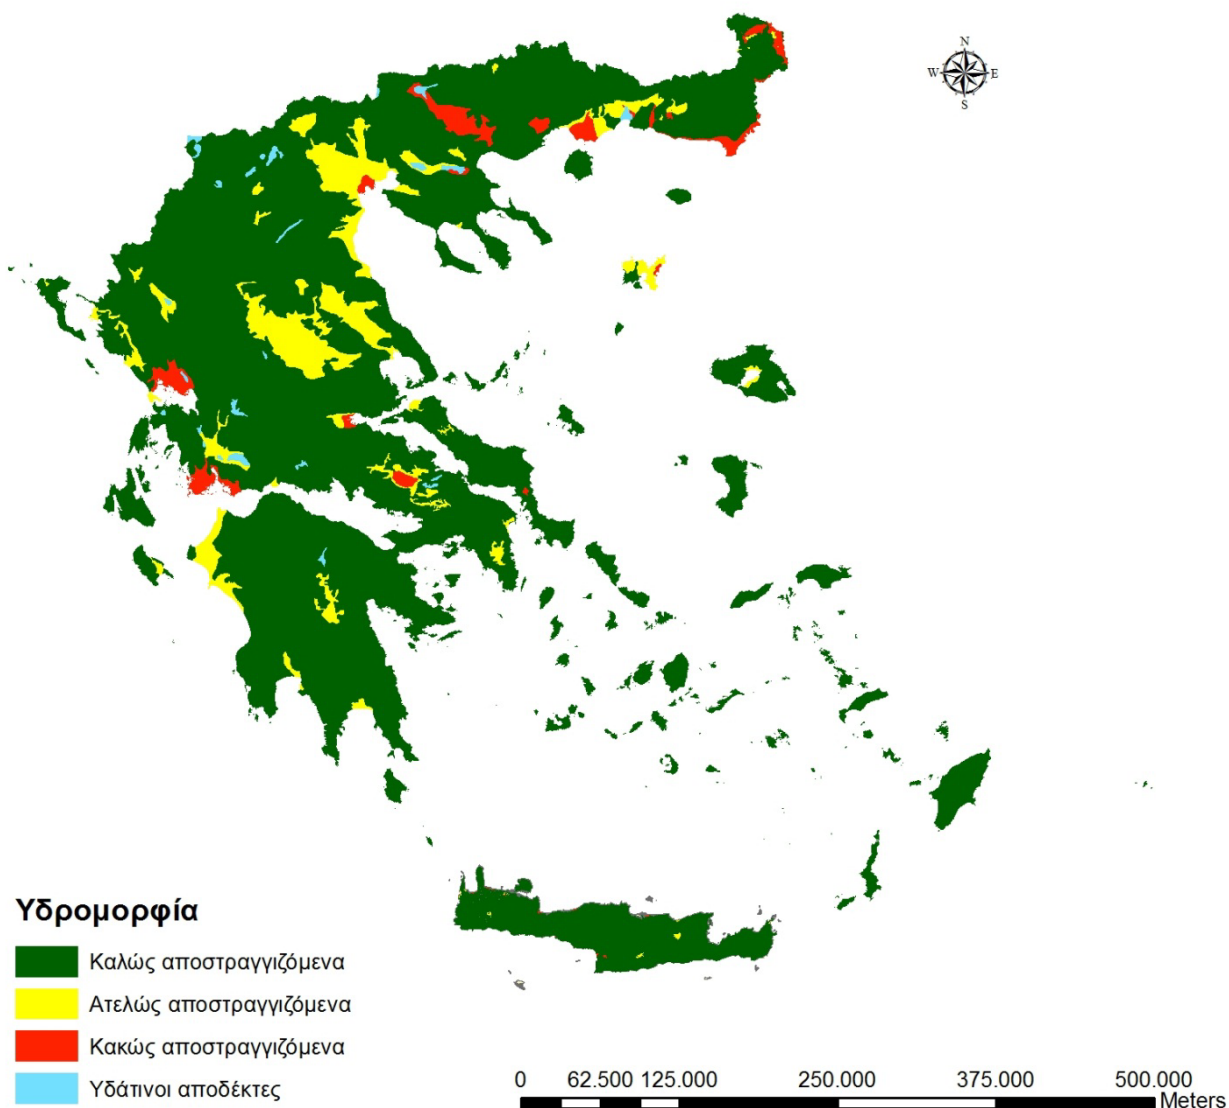 N
W E
S
Υδρομορφία
Καλώς αποστραγγιζόμενα
Ατελώς αποστραγγιζόμενα
Κακώς αποστραγγιζόμενα
Υδάτινοι αποδέκτες
0 62.500 125.000 250.000 375.000 500.000
Meters